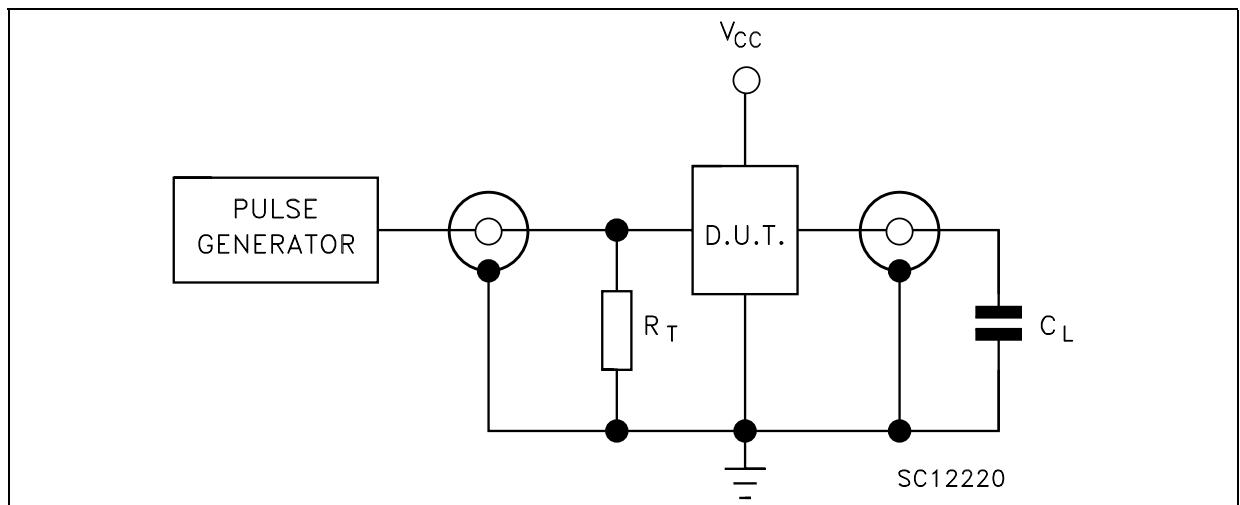 VCC
PULSE
GENERATOR
D.U.T.
RT
CL
SC12220